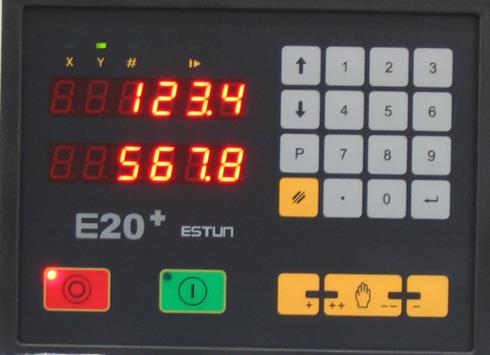 X Y #
123.4
567.8
E20+ ESTUN
↑ 1 2 3
↓ 4 5 6
P 7 8 9
. 0
+ ++ -- -